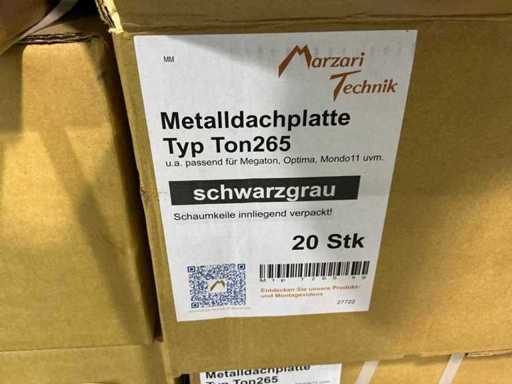 MM
Marzari
Technik
Metalldachplatte
Typ Ton265
u.a. passend für Megaton, Optima, Mondo11 uvm.
schwarzgrau
Schaumkeile innliegend verpackt!
20 Stk
Entdecken Sie unsere Produkt-
und Montagevideos
27722
Metalldachplatte
Typ Ton265